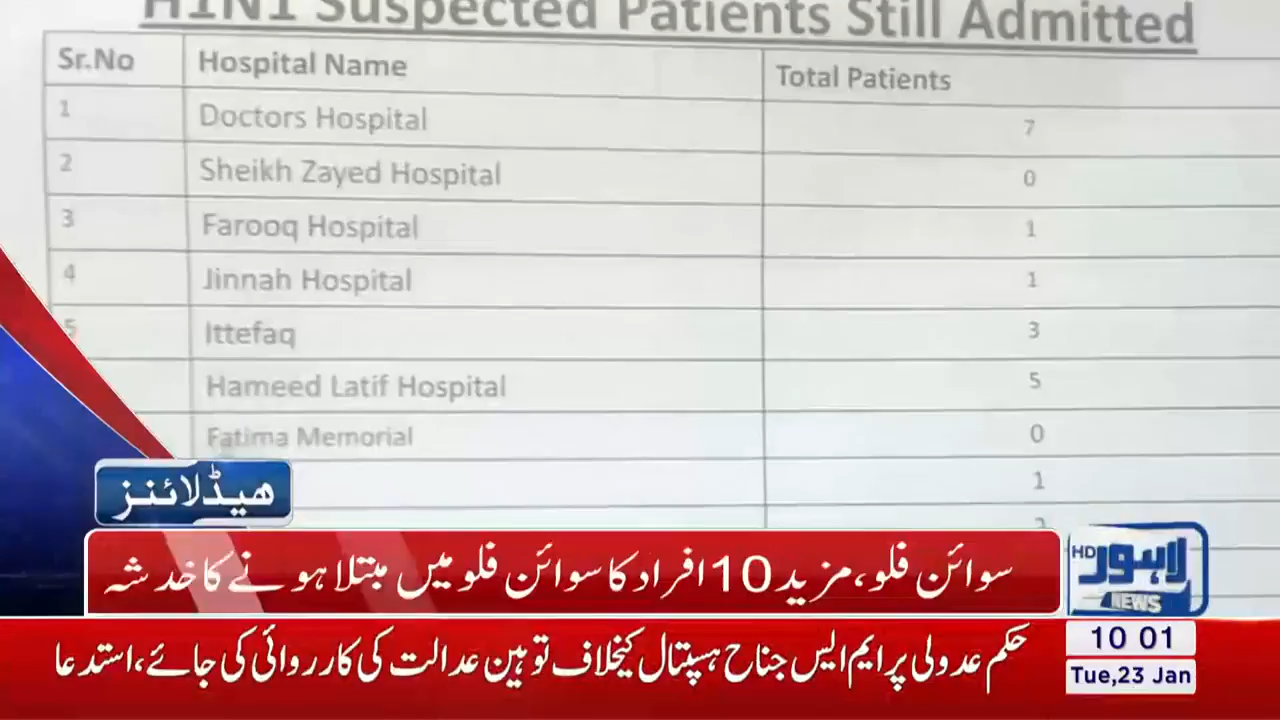 H1N1 Suspected Patients Still Admitted
Sr.No Hospital Name Total Patients
1 Doctors Hospital 7
2 Sheikh Zayed Hospital 0
3 Farooq Hospital 1
4 Jinnah Hospital 1
5 Ittefaq 3
Hameed Latif Hospital 5
Fatima Memorial 0
1
ھیڈلائنز
سوائن فلو، مزید 10 افراد کا سوائن فلو میں مبتلا ہونے کا خدشہ
HD لاہور
NEWS
حکم عدولی پر ایم ایس جناح ہسپتال کیخلاف توہین عدالت کی کارروائی کی جائے، استدعا
10 01
Tue,23 Jan